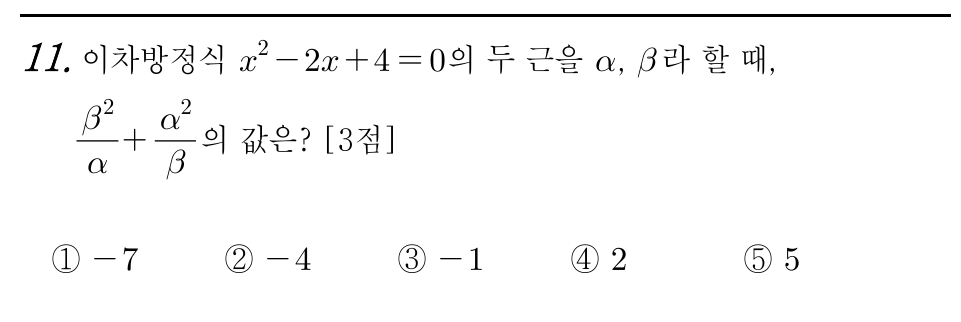 11. 이차방정식 x²−2x+4=0의 두 근을 α, β라 할 때,
β²/α + α²/β의 값은? [3점]
① −7 ② −4 ③ −1 ④ 2 ⑤ 5